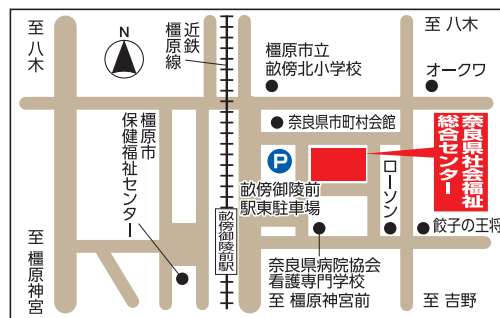 至 八木
N
近鉄
橿原線
橿原市立
畝傍北小学校
至 八木
オークワ
奈良県市町村会館
奈良県社会福祉
総合センター
橿原市
保健福祉センター
P
畝傍御陵前
駅東駐車場
ローソン
畝傍御陵前駅
餃子の王将
奈良県病院協会
看護専門学校
至 橿原神宮
至 橿原神宮前
至 吉野